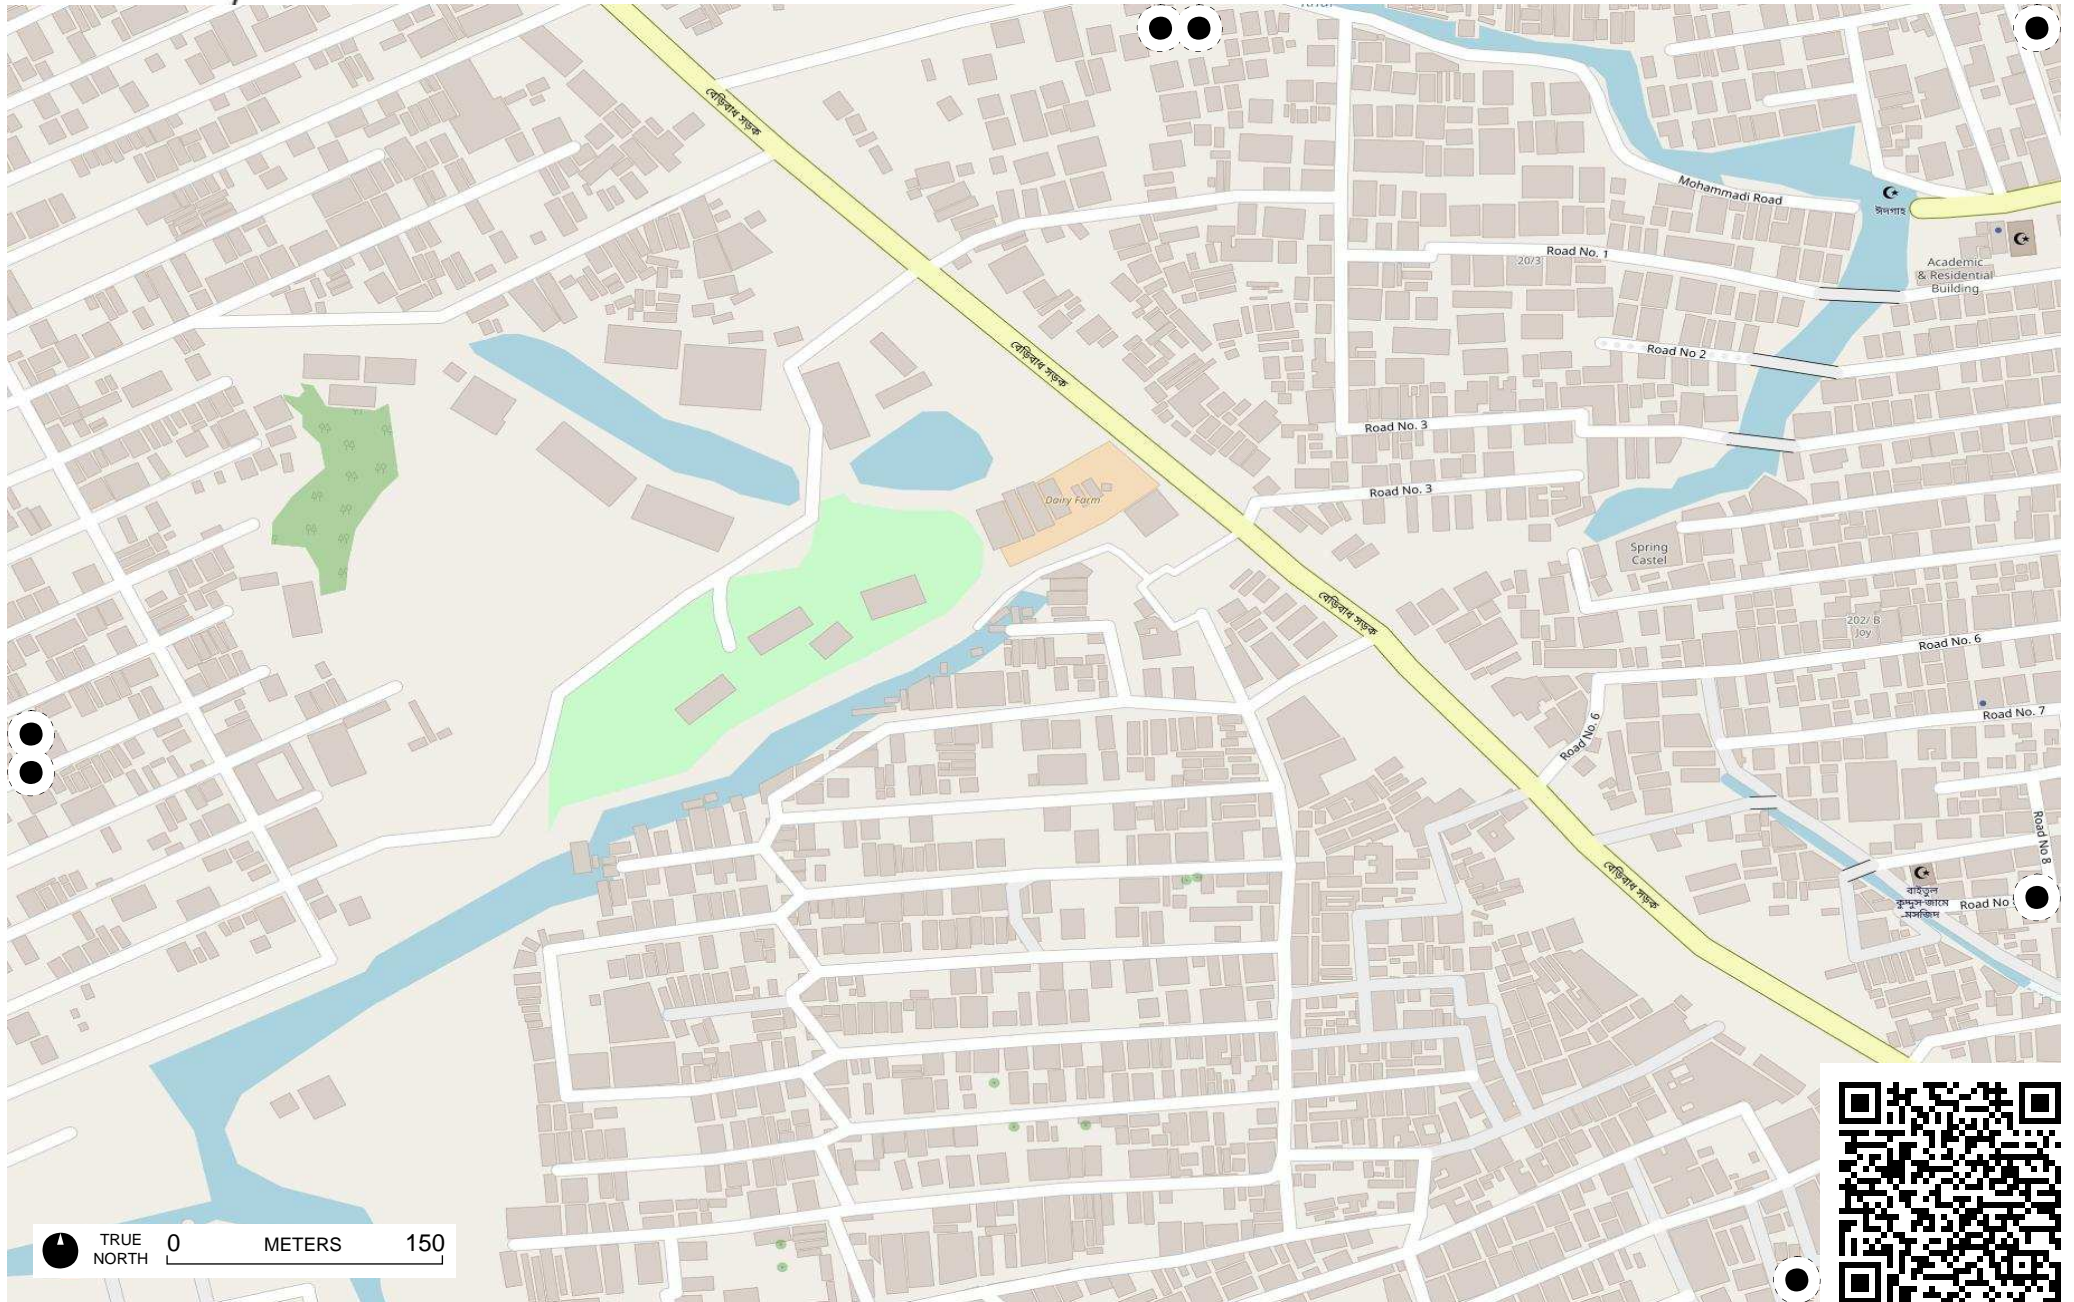 বেড়িবাধ সড়ক
Mohammadi Road
ঈদগাহ
Road No. 1
20/3
Academic
& Residential
Building
Road No 2
বেড়িবাধ সড়ক
Road No. 3
Road No. 3
Dairy Farm
Spring
Castel
বেড়িবাধ সড়ক
202/ B
Joy
Road No. 6
Road No. 7
Road No. 6
Road No 8
বেড়িবাধ সড়ক
বাইতুল
কুদ্দুস জামে
মসজিদ
Road No
TRUE
NORTH
0 METERS 150